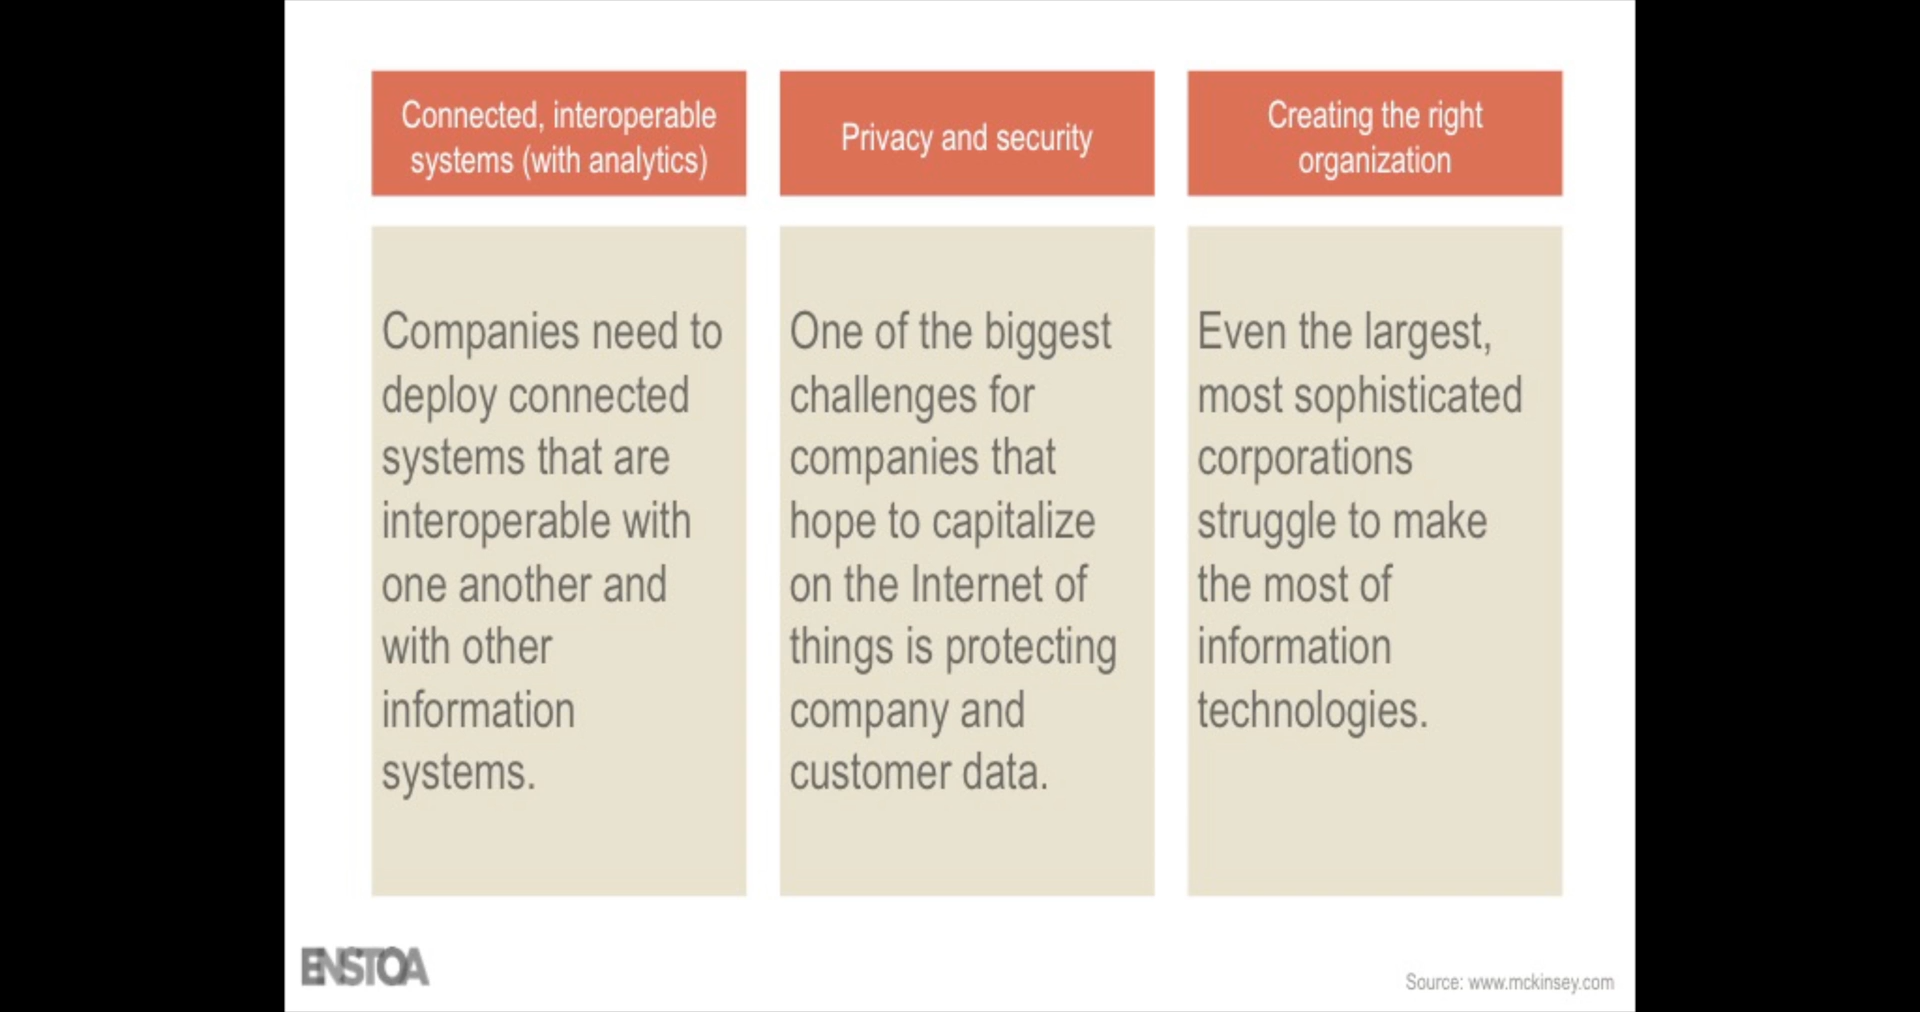 Connected, interoperable
systems (with analytics)
Privacy and security
Creating the right
organization
Companies need to
deploy connected
systems that are
interoperable with
one another and
with other
information
systems.
One of the biggest
challenges for
companies that
hope to capitalize
on the Internet of
things is protecting
company and
customer data.
Even the largest,
most sophisticated
corporations
struggle to make
the most of
information
technologies.
ENSTOA
Source: www.mckinsey.com